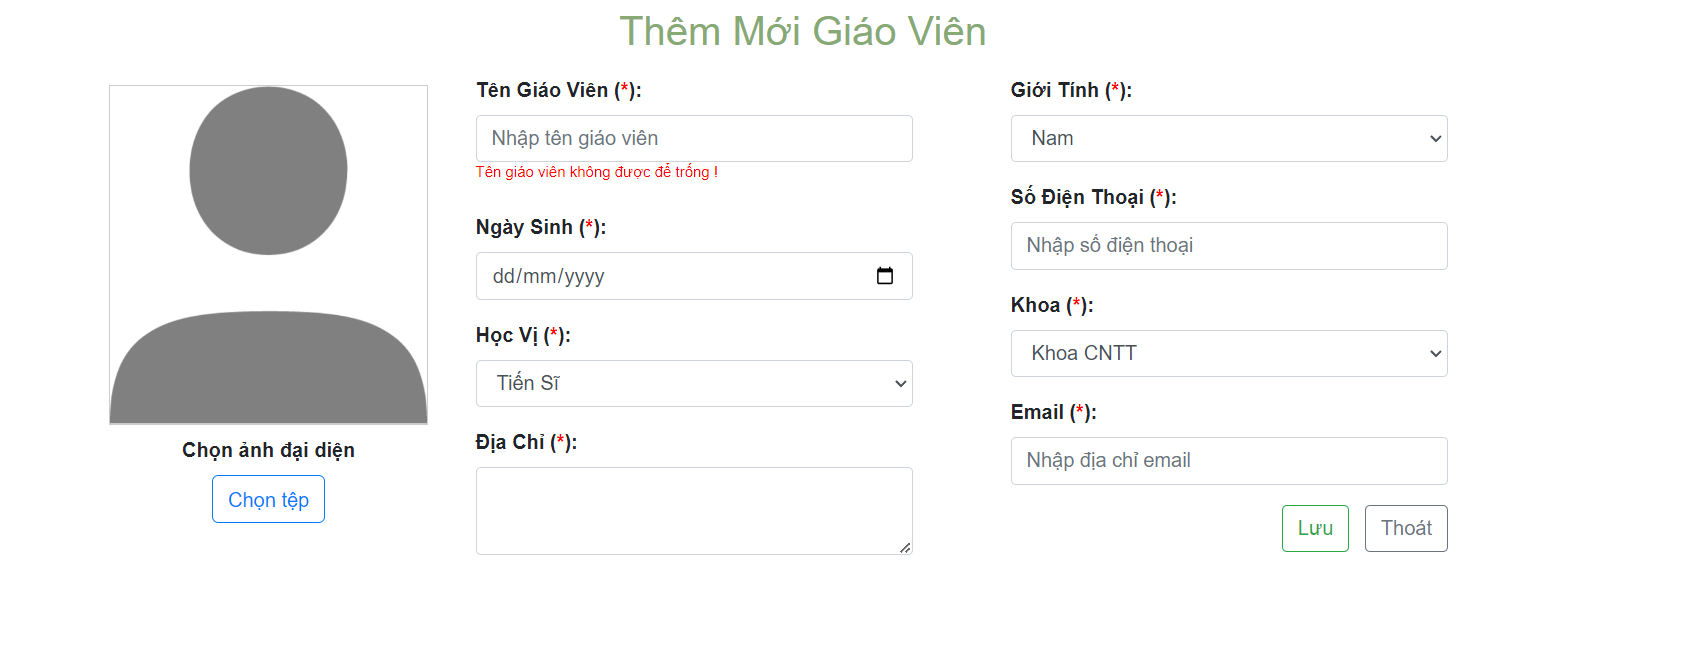 Thêm Mới Giáo Viên
Chọn ảnh đại diện
Chọn tệp
Tên Giáo Viên (*):
Nhập tên giáo viên
Tên giáo viên không được để trống !
Ngày Sinh (*):
dd/mm/yyyy
Học Vị (*):
Tiến Sĩ
Địa Chỉ (*):
Giới Tính (*):
Nam
Số Điện Thoại (*):
Nhập số điện thoại
Khoa (*):
Khoa CNTT
Email (*):
Nhập địa chỉ email
Lưu
Thoát